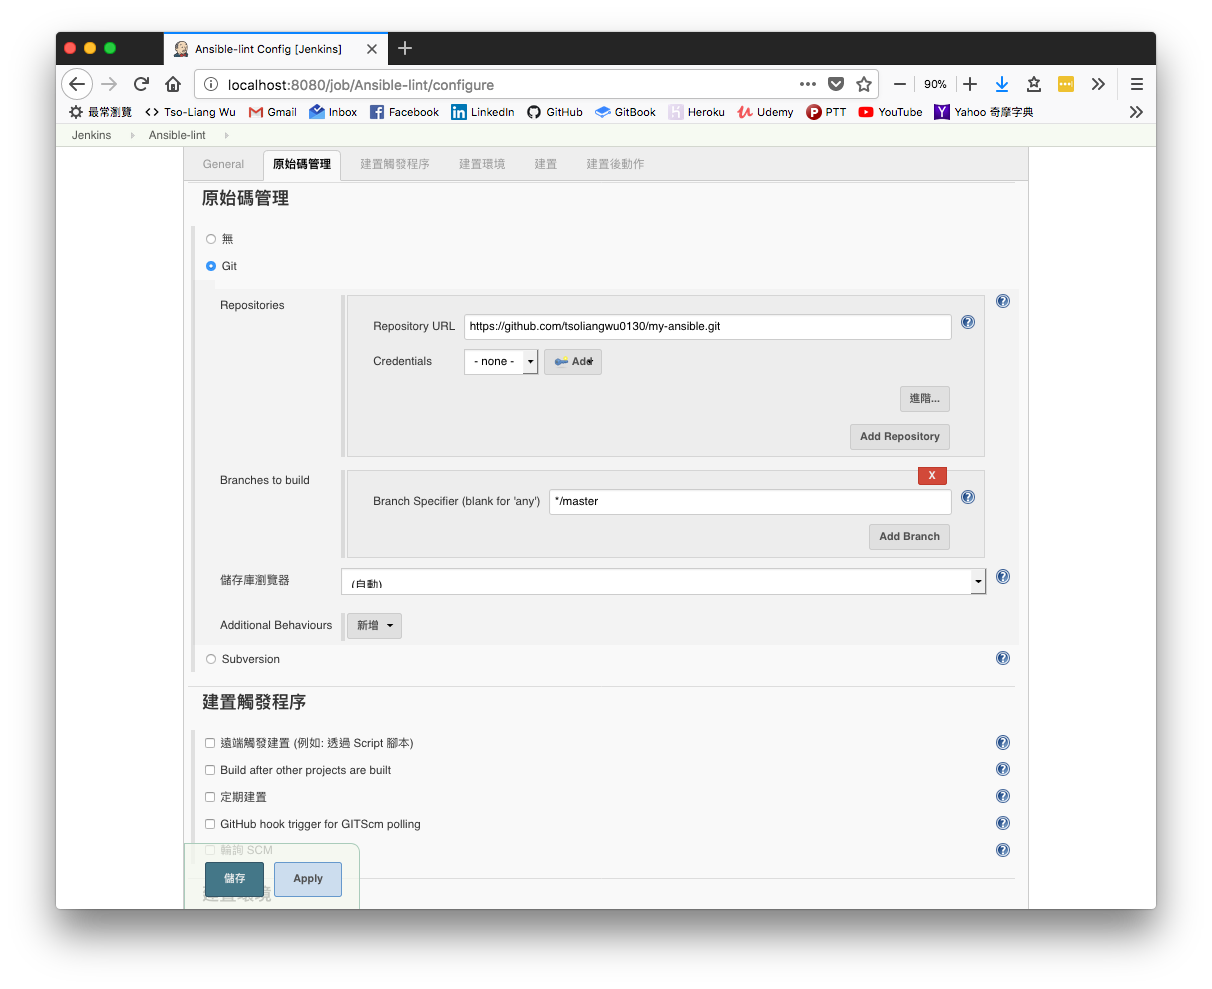 Ansible-lint Config [Jenkins]
localhost:8080/job/Ansible-lint/configure
90%
最常瀏覽 Tso-Liang Wu Gmail Inbox Facebook LinkedIn GitHub GitBook Heroku Udemy PTT YouTube Yahoo 奇摩字典
Jenkins Ansible-lint
General 原始碼管理 建置觸發程序 建置環境 建置 建置後動作
原始碼管理
無
Git
Repositories
Repository URL https://github.com/tsoliangwu0130/my-ansible.git
Credentials - none - Add
進階...
Add Repository
Branches to build
X
Branch Specifier (blank for 'any') */master
Add Branch
儲存庫瀏覽器 (自動)
Additional Behaviours 新增
Subversion
建置觸發程序
遠端觸發建置 (例如: 透過 Script 腳本)
Build after other projects are built
定期建置
GitHub hook trigger for GITScm polling
輪詢 SCM
儲存 Apply
建置環境